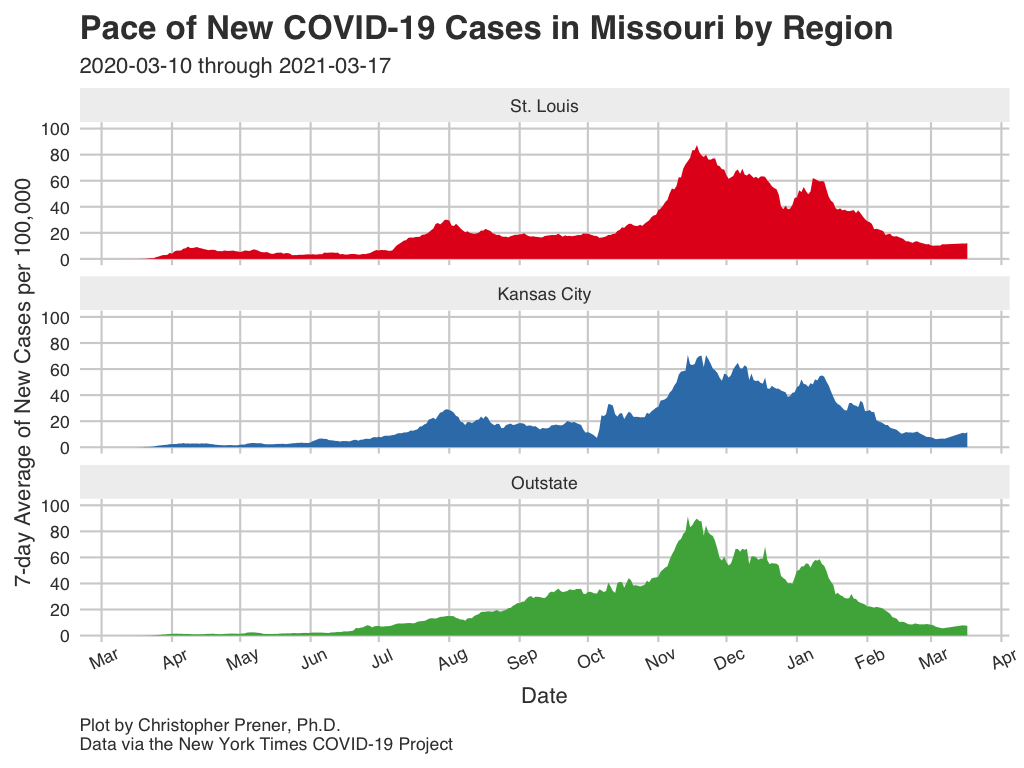 Pace of New COVID-19 Cases in Missouri by Region
2020-03-10 through 2021-03-17
7-day Average of New Cases per 100,000
St. Louis
100
80
60
40
20
0
Kansas City
100
80
60
40
20
0
Outstate
100
80
60
40
20
0
Mar Apr May Jun Jul Aug Sep Oct Nov Dec Jan Feb Mar Apr
Date
Plot by Christopher Prener, Ph.D.
Data via the New York Times COVID-19 Project